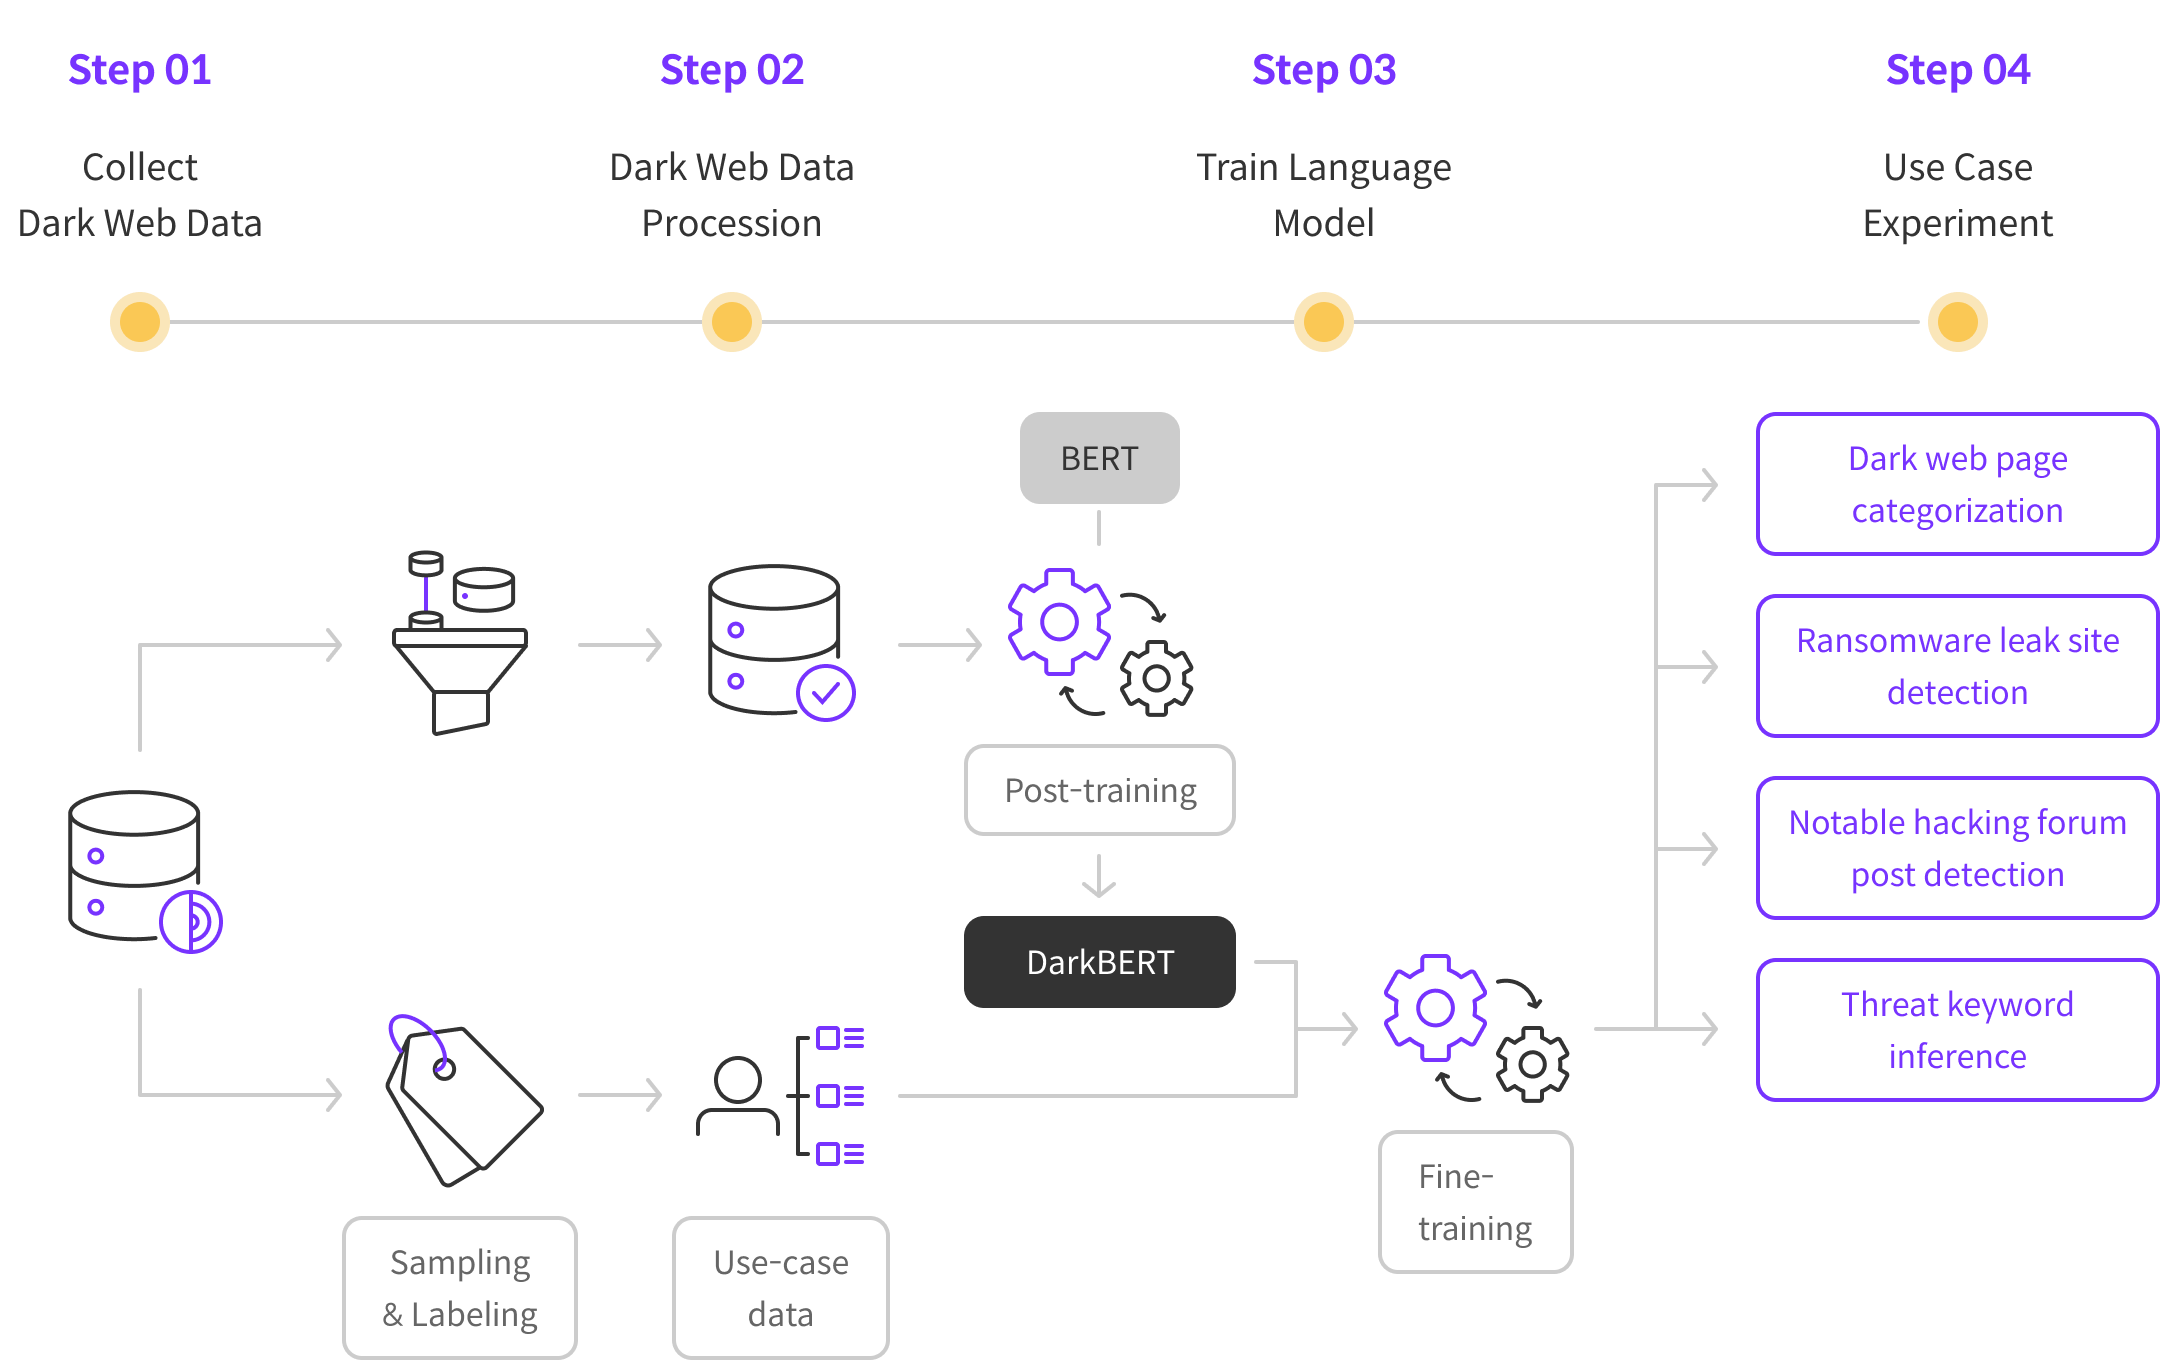 Step 01
Collect
Dark Web Data
Step 02
Dark Web Data
Procession
Step 03
Train Language
Model
Step 04
Use Case
Experiment
BERT
Post-training
DarkBERT
Sampling
& Labeling
Use-case
data
Fine-
training
Dark web page
categorization
Ransomware leak site
detection
Notable hacking forum
post detection
Threat keyword
inference